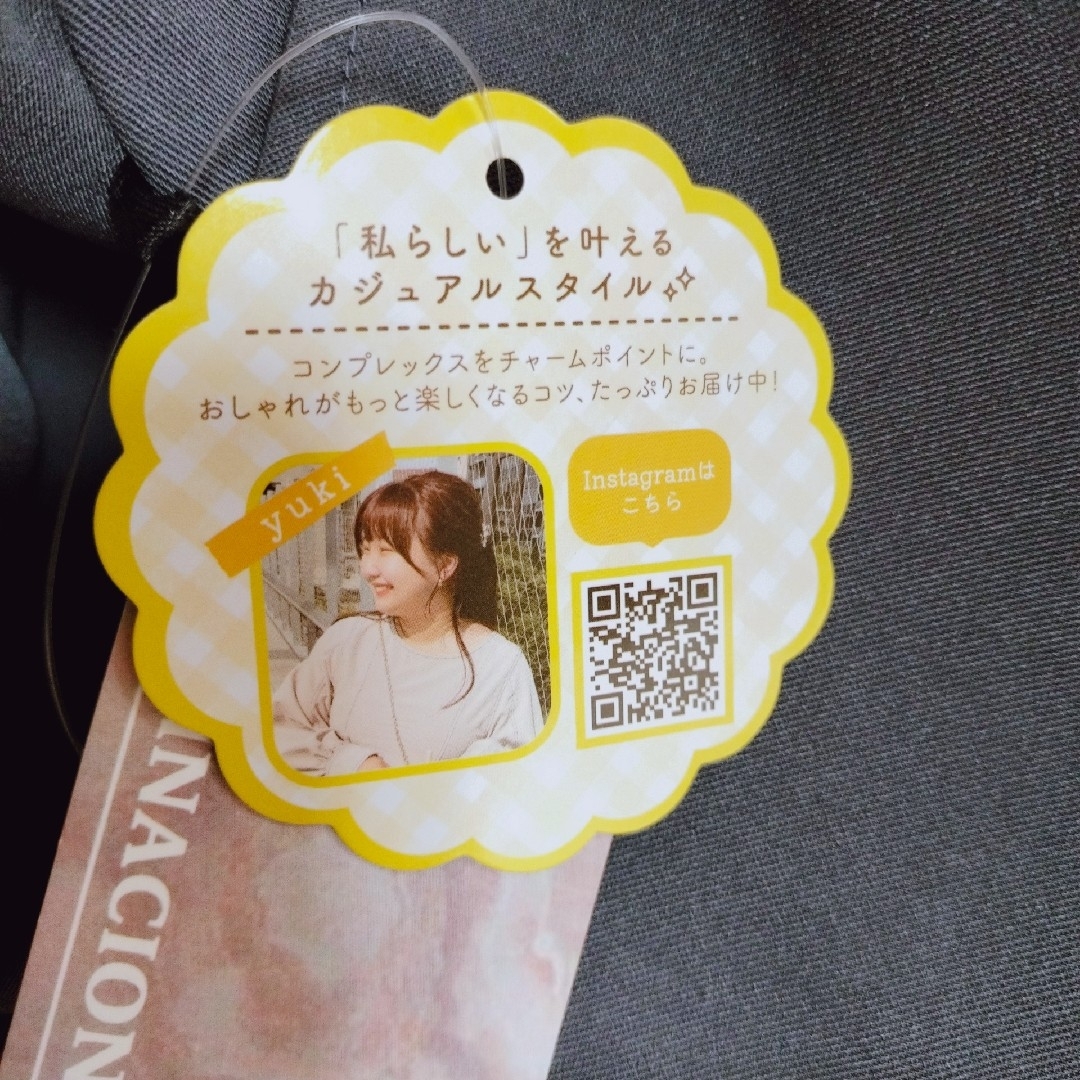 「私らしい」を叶える
カジュアルスタイル
コンプレックスをチャームポイントに。
おしゃれがもっと楽しくなるコツ、たっぷりお届け中!
yuki
Instagramは
こちら
INACION